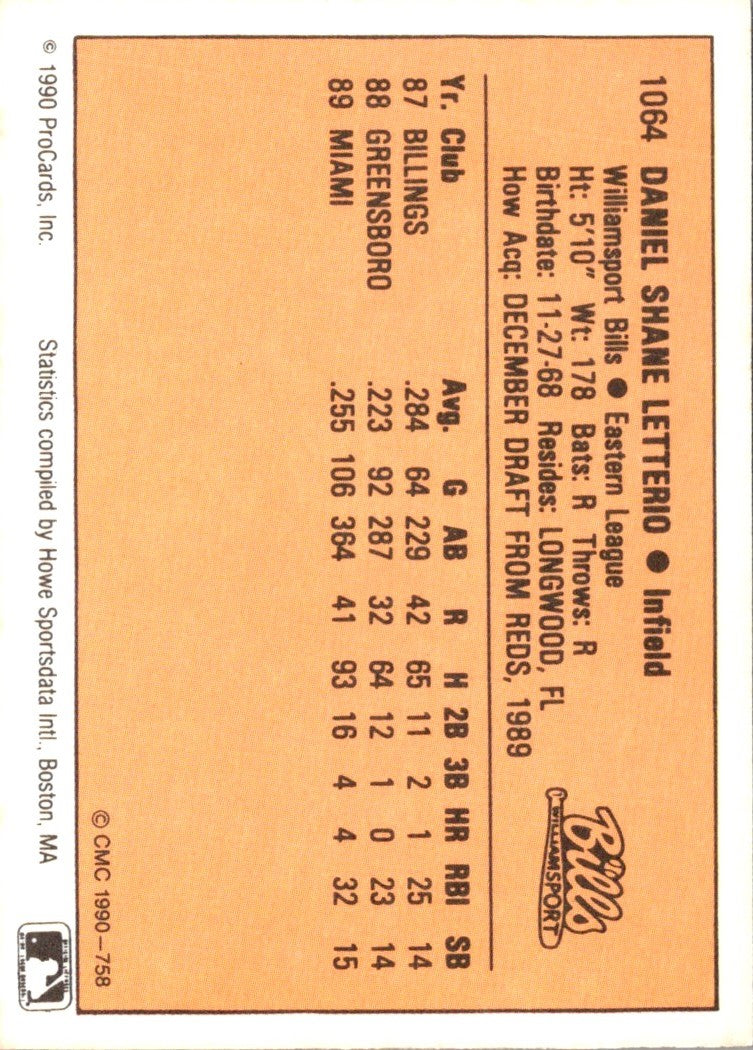 1064 DANIEL SHANE LETTERIO ● Infield
Williamsport Bills ● Eastern League
Ht: 5'10" Wt: 178 Bats: R Throws: R
Birthdate: 11-27-68 Resides: LONGWOOD, FL
How Acq: DECEMBER DRAFT FROM REDS, 1989
Bills
WILLIAMSPORT
Yr. Club Avg. G AB R H 2B 3B HR RBI SB
87 BILLINGS .284 64 229 42 65 11 2 1 25 14
88 GREENSBORO .223 92 287 32 64 12 1 0 23 14
89 MIAMI .255 106 364 41 93 16 4 4 32 15
© CMC 1990–758
© 1990 ProCards, Inc. Statistics compiled by Howe Sportsdata Intl., Boston, MA